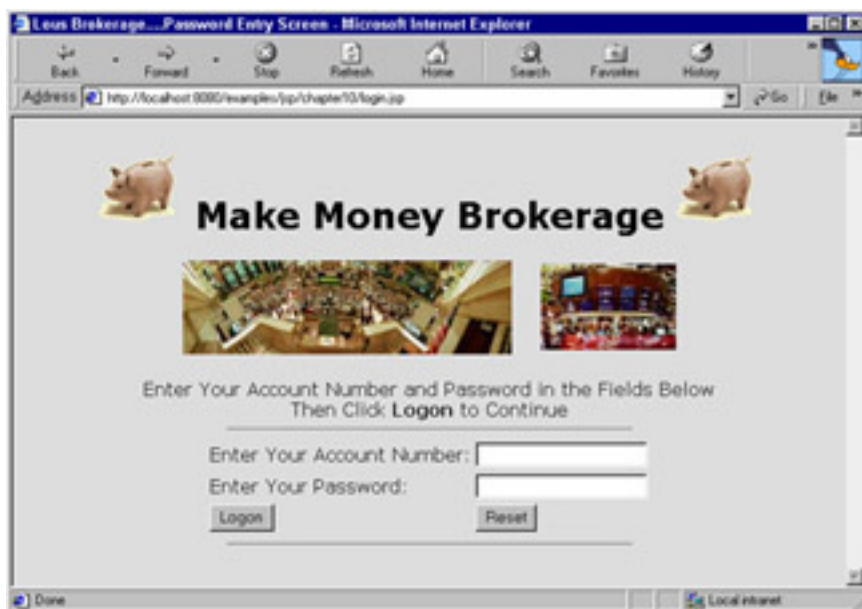 Lous Brokerage....Password Entry Screen - Microsoft Internet Explorer
Back Forward Stop Refresh Home Search Favorites History
Address http://localhost:8080/examples/jsp/chapter10/login.jsp Go File
Make Money Brokerage
Enter Your Account Number and Password in the Fields Below
Then Click Logon to Continue
Enter Your Account Number:
Enter Your Password:
Logon Reset
Done Local intranet